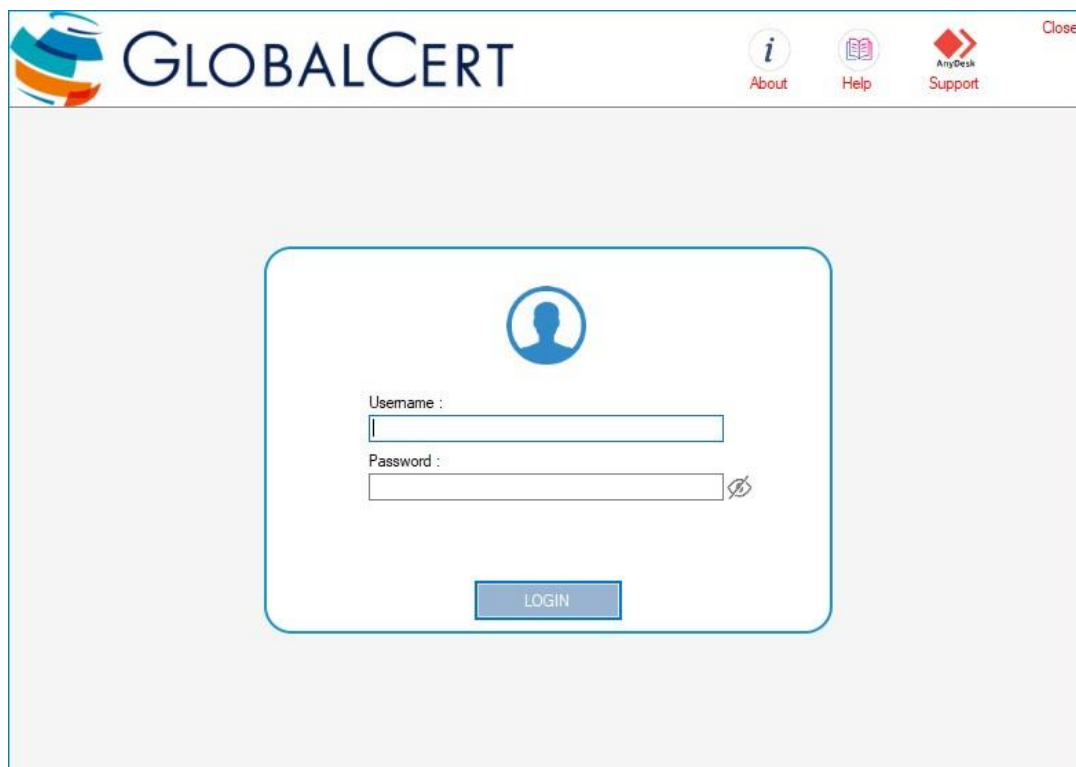 GLOBALCERT
Close
AnyDesk
About Help Support
Username :
Password :
LOGIN